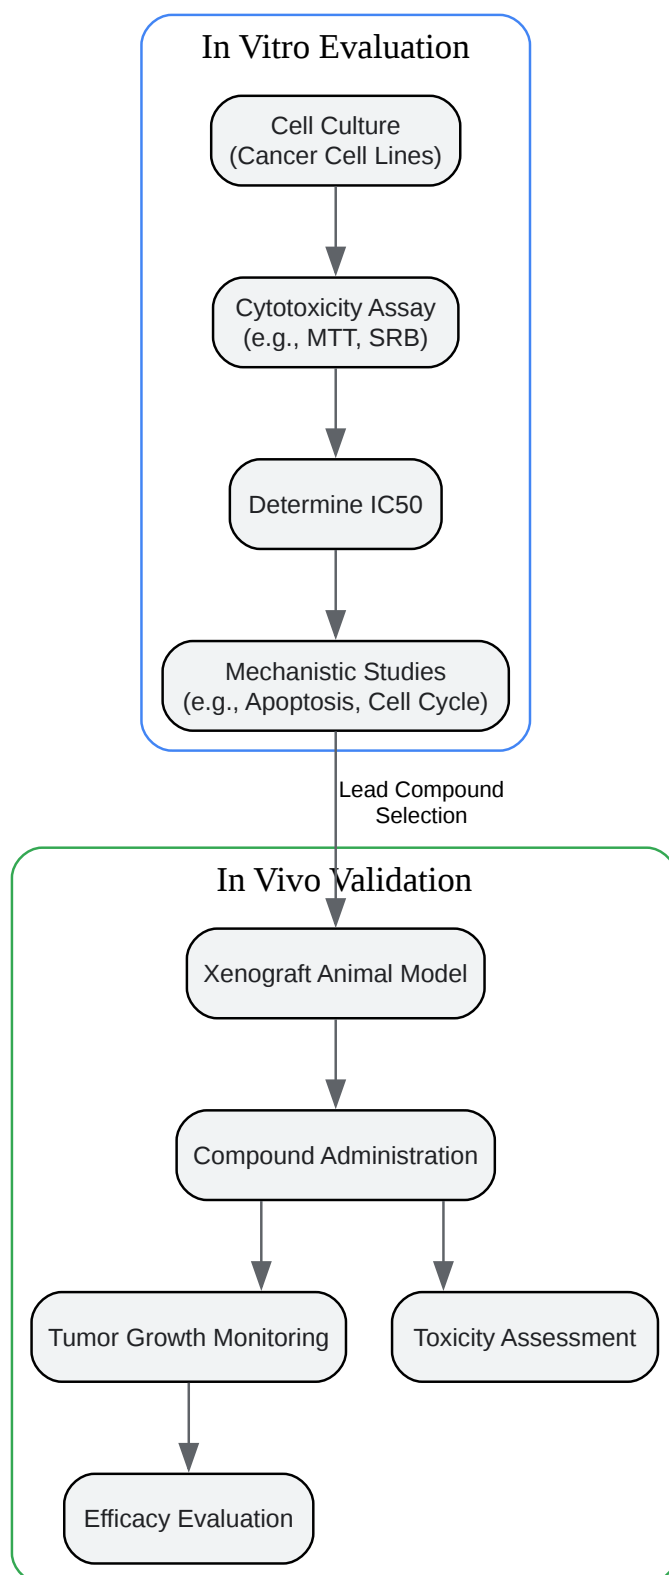 In Vitro Evaluation
Cell Culture
(Cancer Cell Lines)
Cytotoxicity Assay
(e.g., MTT, SRB)
Determine IC50
Mechanistic Studies
(e.g., Apoptosis, Cell Cycle)
Lead Compound
Selection
In Vivo Validation
Xenograft Animal Model
Compound Administration
Tumor Growth Monitoring
Toxicity Assessment
Efficacy Evaluation